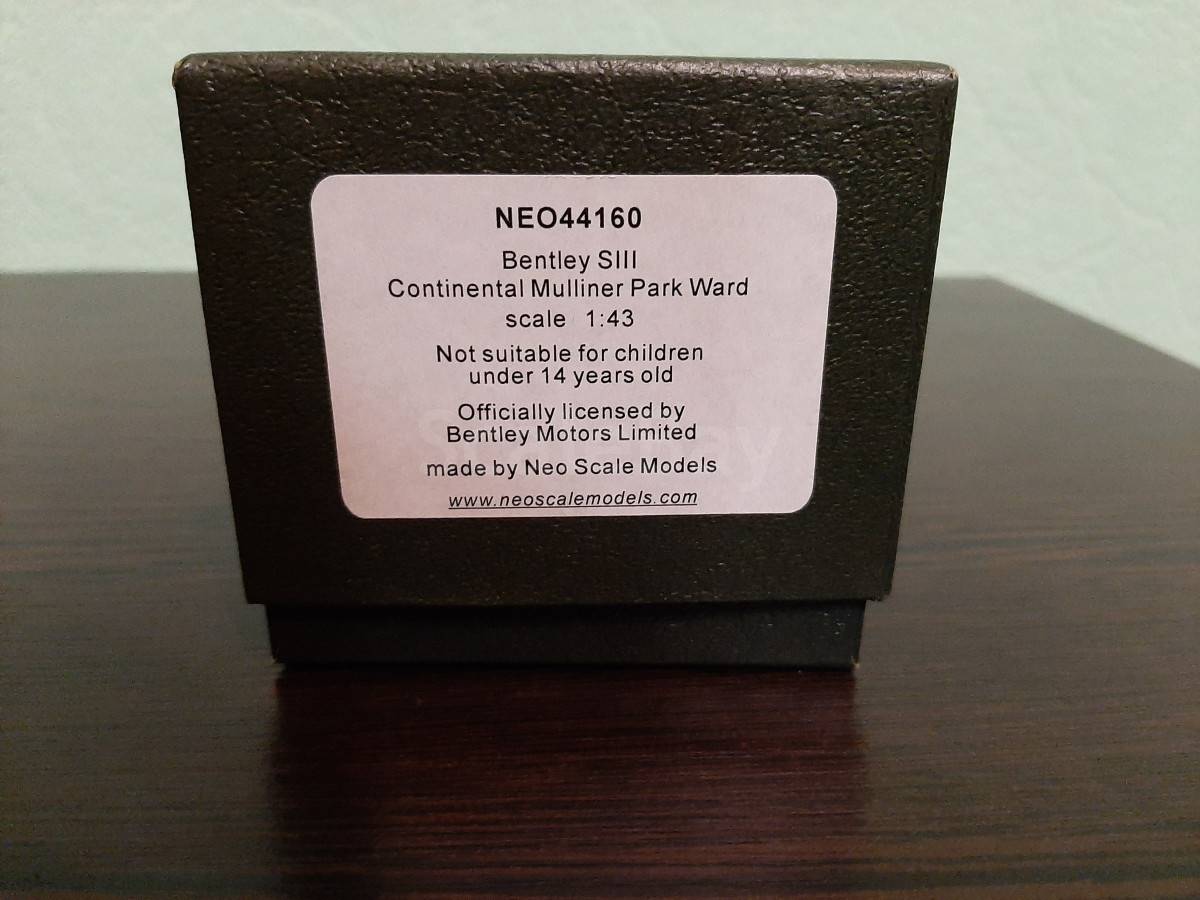 NEO44160
Bentley SIII
Continental Mulliner Park Ward
scale 1:43
Not suitable for children
under 14 years old
Officially licensed by
Bentley Motors Limited
made by Neo Scale Models
www.neoscalemodels.com